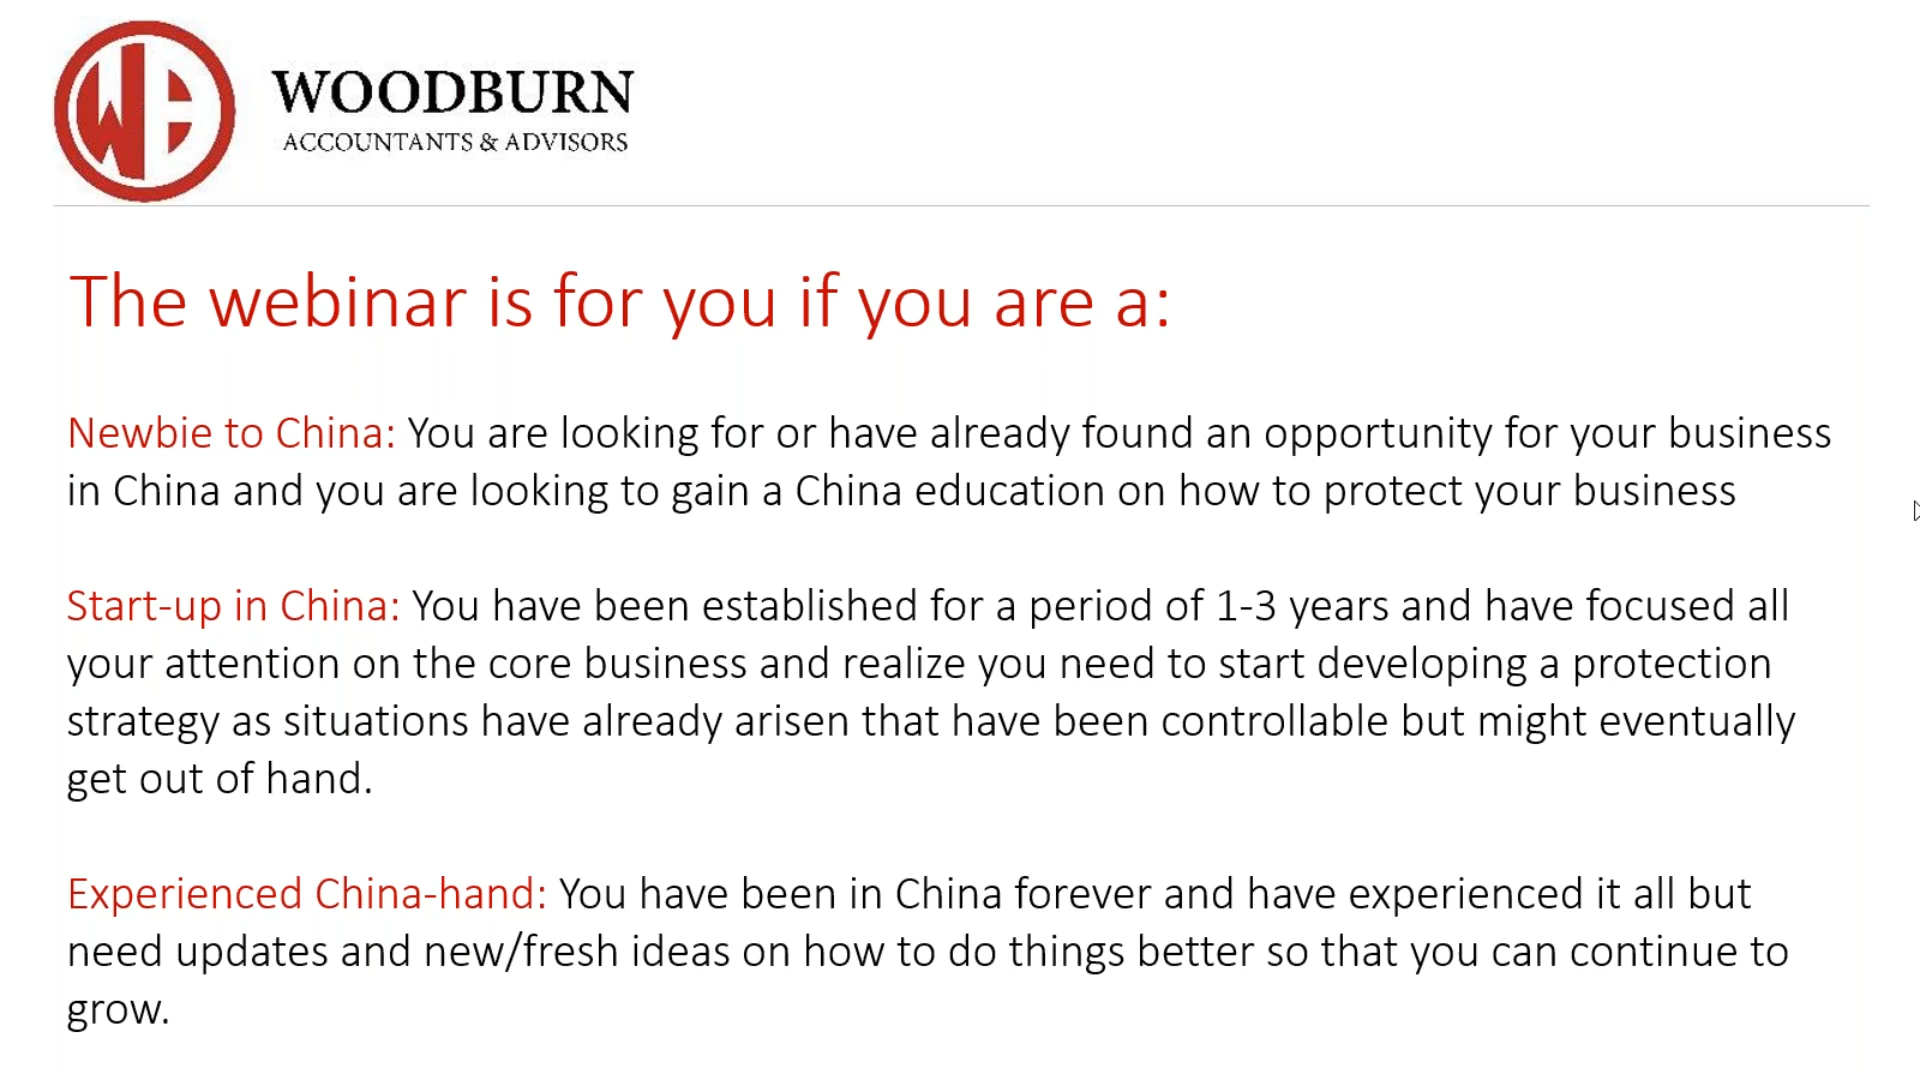 WOODBURN
ACCOUNTANTS & ADVISORS
The webinar is for you if you are a:
Newbie to China: You are looking for or have already found an opportunity for your business
in China and you are looking to gain a China education on how to protect your business
Start-up in China: You have been established for a period of 1-3 years and have focused all
your attention on the core business and realize you need to start developing a protection
strategy as situations have already arisen that have been controllable but might eventually
get out of hand.
Experienced China-hand: You have been in China forever and have experienced it all but
need updates and new/fresh ideas on how to do things better so that you can continue to
grow.